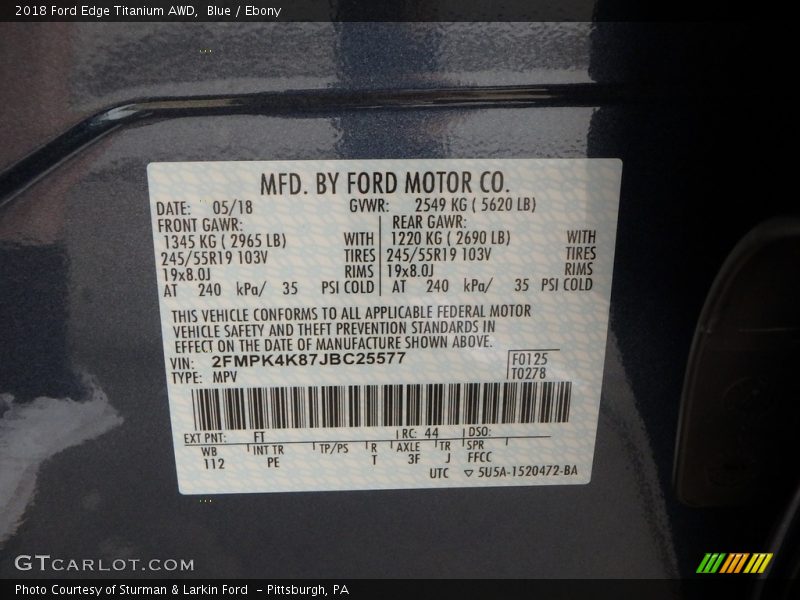 2018 Ford Edge Titanium AWD, Blue / Ebony
MFD. BY FORD MOTOR CO.
DATE: 05/18 GVWR: 2549 KG ( 5620 LB)
FRONT GAWR: REAR GAWR:
1345 KG ( 2965 LB) WITH 1220 KG ( 2690 LB) WITH
245/55R19 103V TIRES 245/55R19 103V TIRES
19x8.0J RIMS 19x8.0J RIMS
AT 240 kPa/ 35 PSI COLD AT 240 kPa/ 35 PSI COLD
THIS VEHICLE CONFORMS TO ALL APPLICABLE FEDERAL MOTOR
VEHICLE SAFETY AND THEFT PREVENTION STANDARDS IN
EFFECT ON THE DATE OF MANUFACTURE SHOWN ABOVE.
VIN: 2FMPK4K87JBC25577 F0125
TYPE: MPV T0278
EXT PNT: FT RC: 44 DSO:
WB INT TR TP/PS R AXLE TR SPR
112 PE T 3F J FFCC
UTC ▽ 5U5A-1520472-BA
GTCARLOT.COM
Photo Courtesy of Sturman & Larkin Ford - Pittsburgh, PA